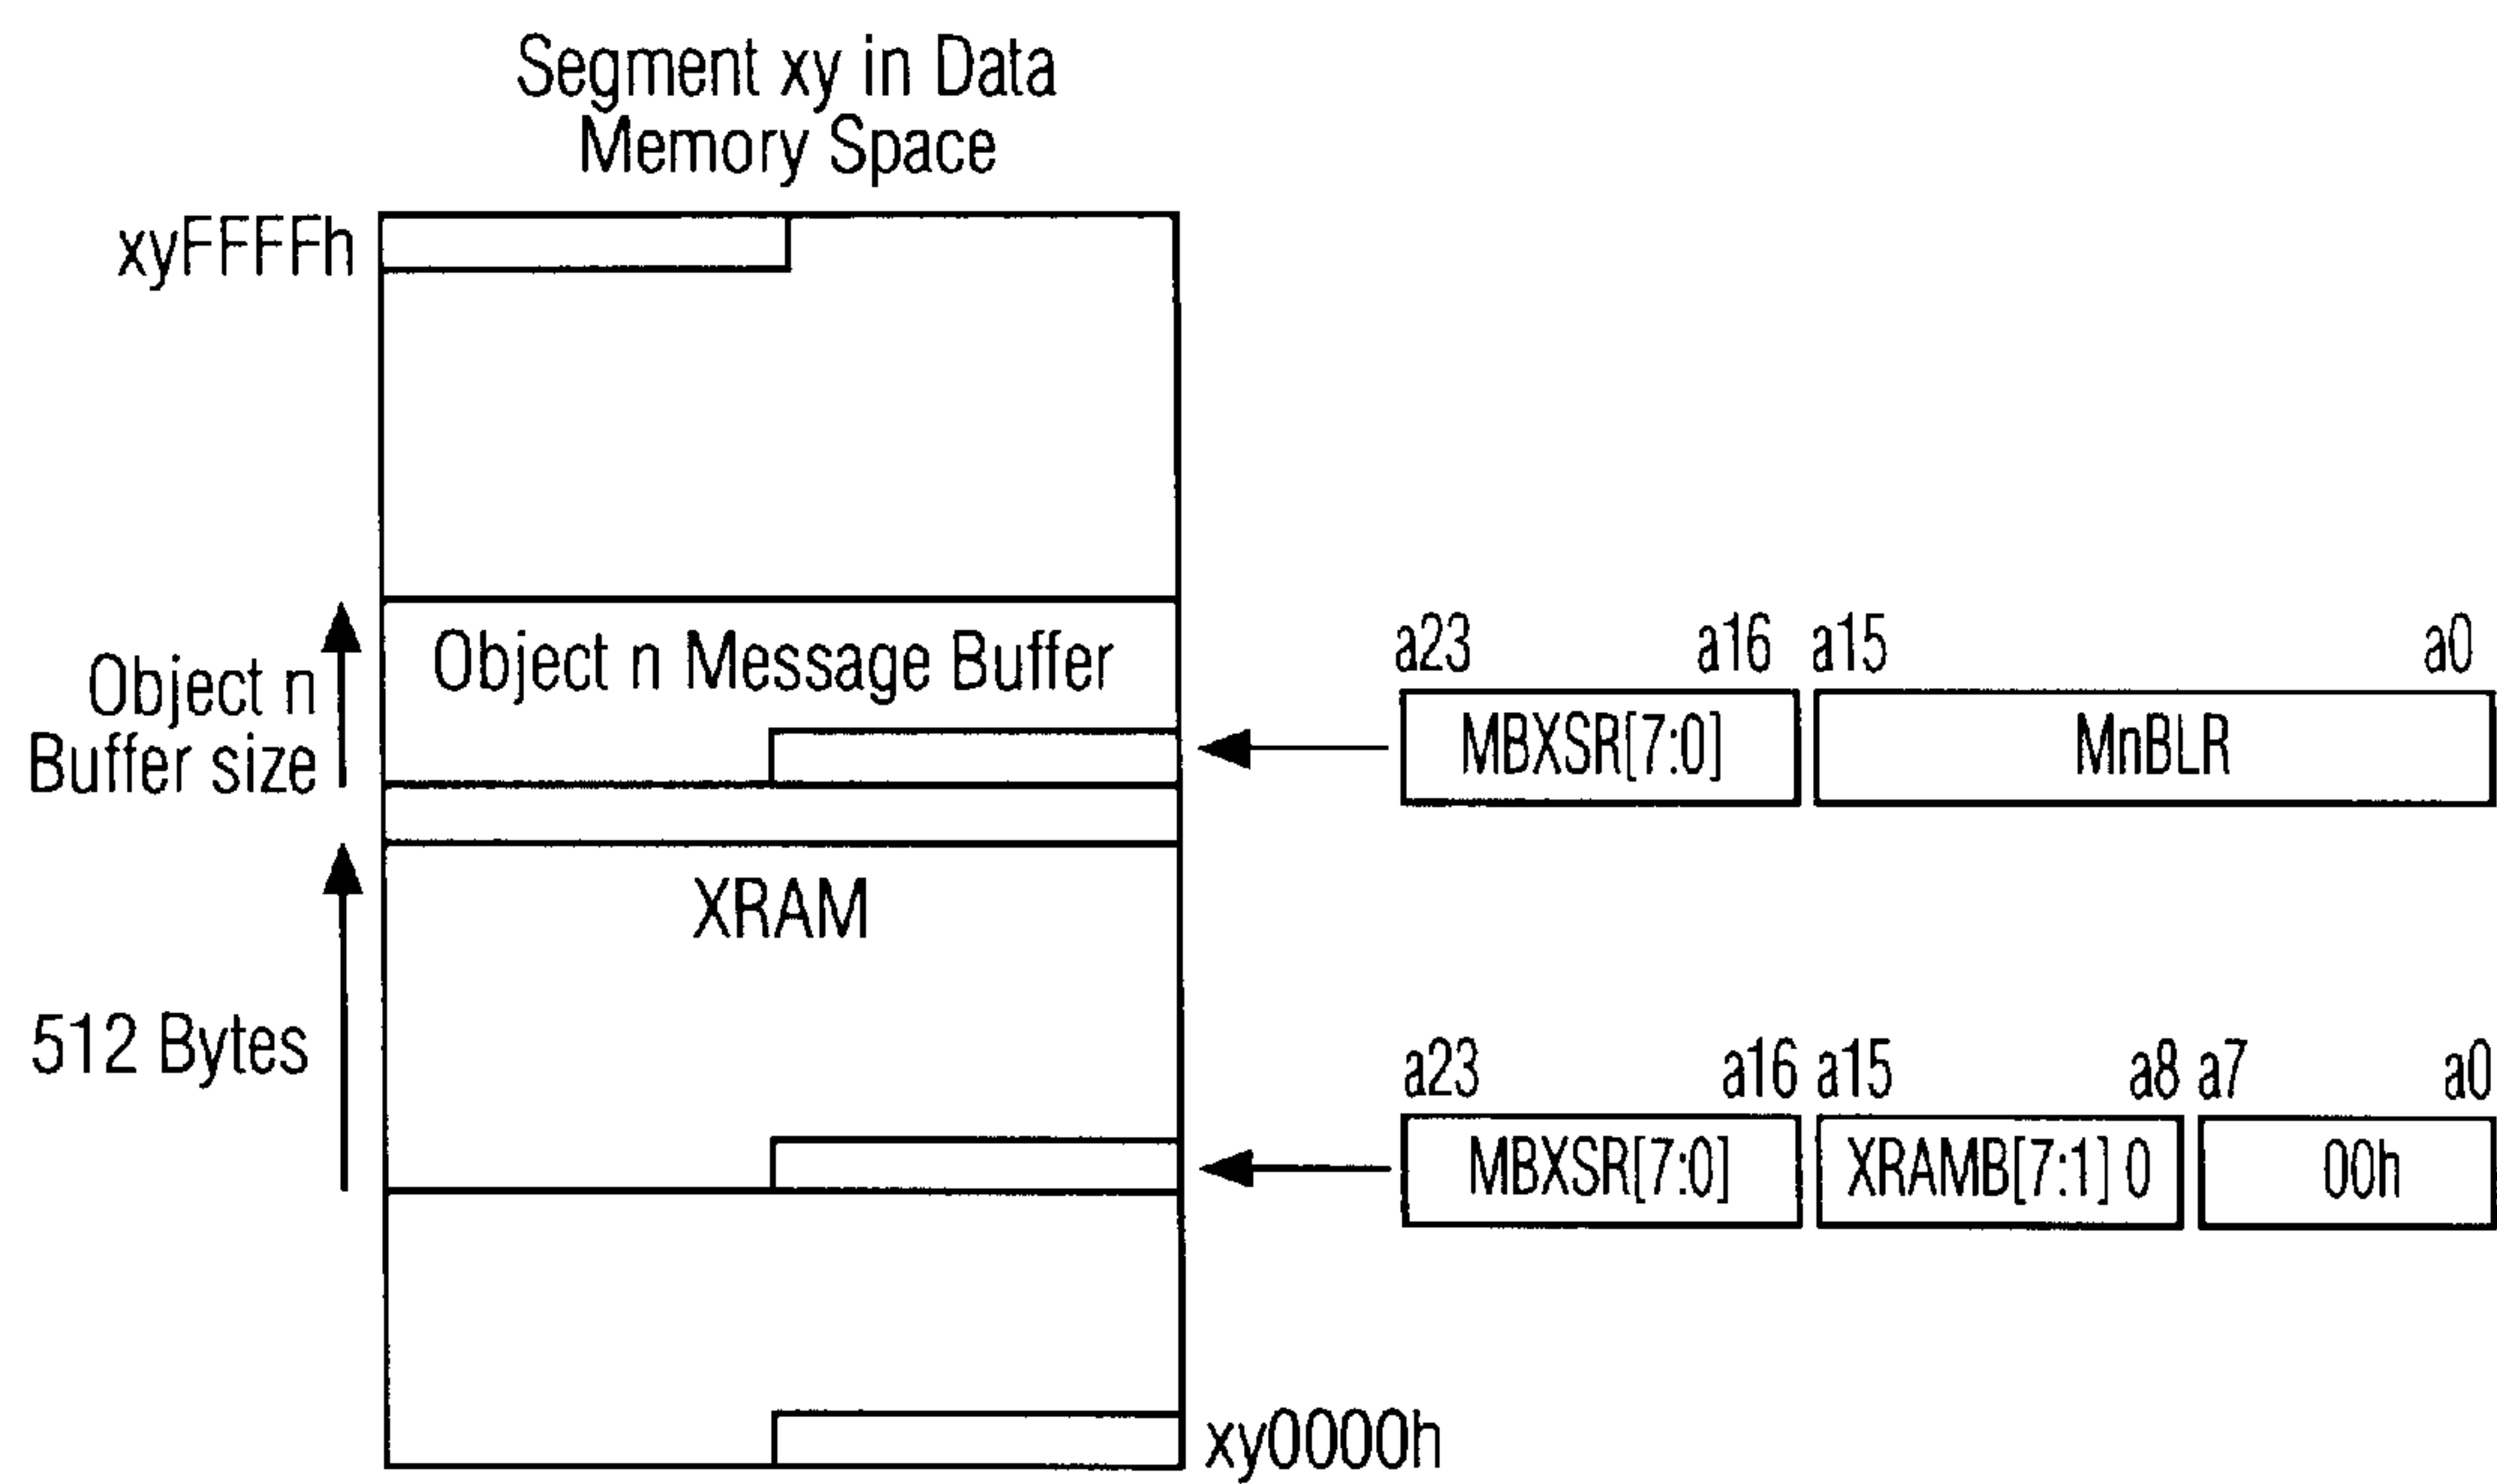 Segment xy in Data
Memory Space
xyFFFFh
Object n Message Buffer
Object n
Buffer size
a23 a16 a15 a0
MBXSR[7:0] MnBLR
XRAM
512 Bytes
a23 a16 a15 a8 a7 a0
MBXSR[7:0] XRAMB[7:1] 0 00h
xy0000h